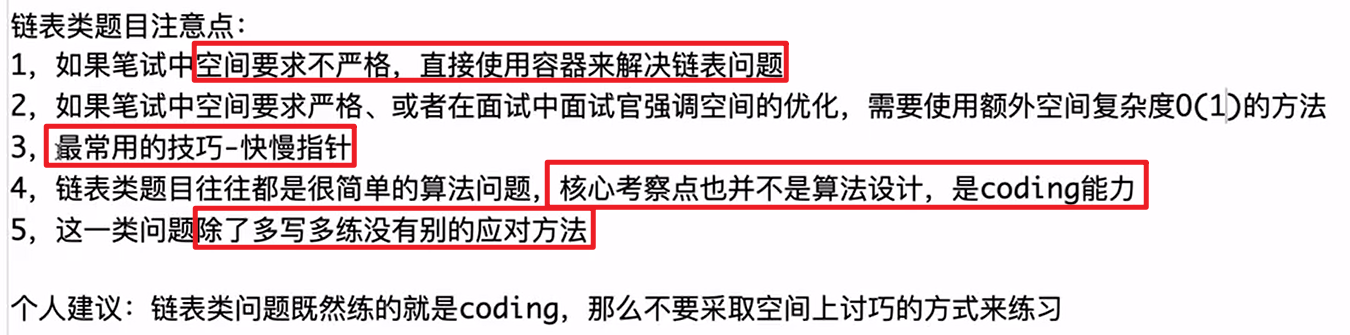 链表类题目注意点：
1，如果笔试中空间要求不严格，直接使用容器来解决链表问题
2，如果笔试中空间要求严格、或者在面试中面试官强调空间的优化，需要使用额外空间复杂度O(1)的方法
3，最常用的技巧-快慢指针
4，链表类题目往往都是很简单的算法问题，核心考察点也并不是算法设计，是coding能力
5，这一类问题除了多写多练没有别的应对方法
个人建议：链表类问题既然练的就是coding，那么不要采取空间上讨巧的方式来练习